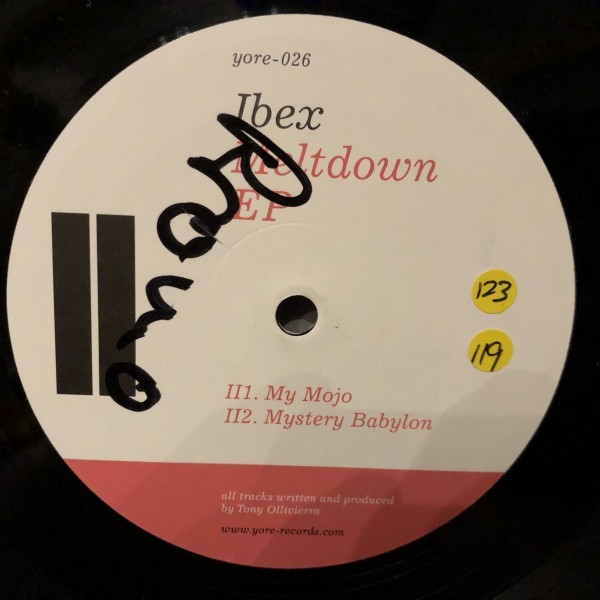 yore-026
Ibex
Meltdown
EP
II
123
119
II1. My Mojo
II2. Mystery Babylon
all tracks written and produced
by Tony Ollivierra
www.yore-records.com